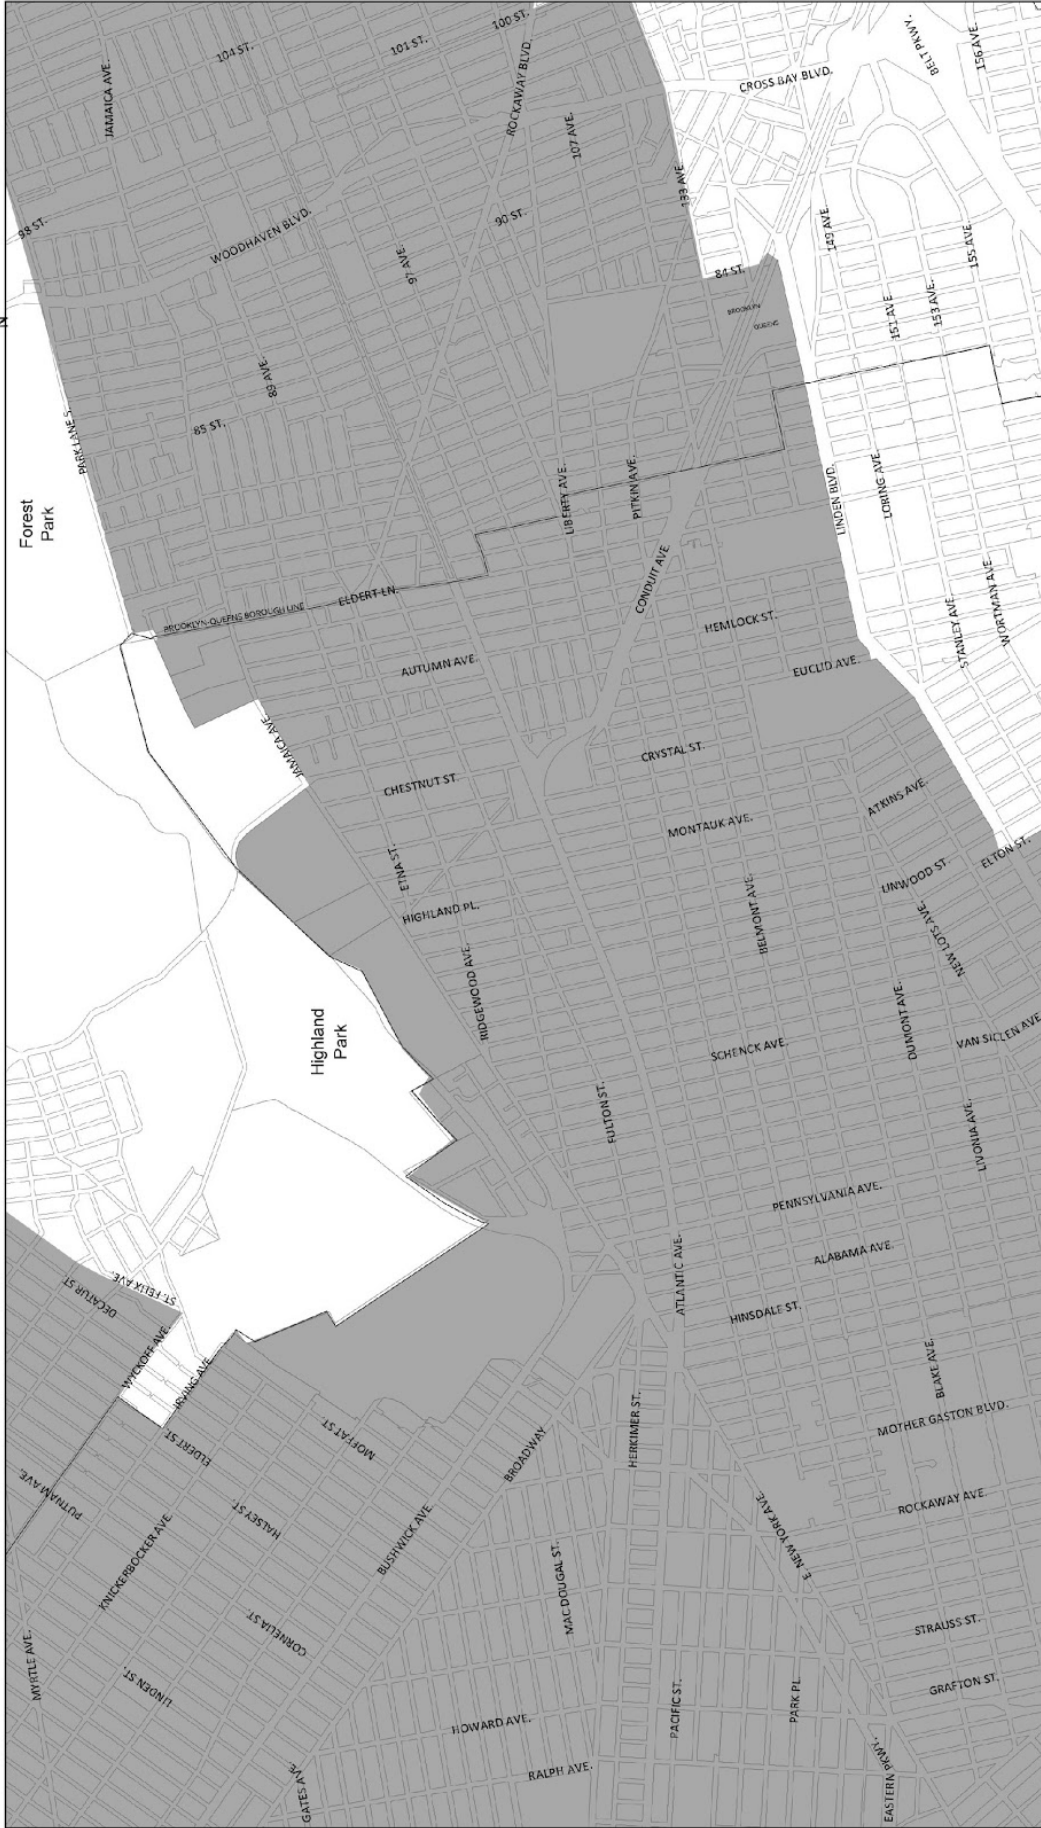 100 ST.
104 ST.
101 ST.
JAMAICA AVE.
ROCKAWAY BLVD.
BELT PKWY.
156 AVE.
CROSS BAY BLVD.
107 AVE.
133 AVE.
98 ST.
WOODHAVEN BLVD.
90 ST.
97 AVE.
149 AVE.
155 AVE.
84 ST.
N
BROOKLYN
QUEENS
151 AVE.
153 AVE.
89 AVE.
85 ST.
PARK LANE S.
Forest
Park
LIBERTY AVE.
PITKIN AVE.
LINDEN BLVD.
LORING AVE.
CONDUIT AVE.
ELDERT LN.
BROOKLYN-QUEENS BOROUGH LINE
HEMLOCK ST.
STANLEY AVE.
WORTMAN AVE.
AUTUMN AVE.
EUCLID AVE.
JAMAICA AVE.
CRYSTAL ST.
CHESTNUT ST.
ATKINS AVE.
MONTAUK AVE.
ETNA ST.
ELTON ST.
LINWOOD ST.
HIGHLAND PL.
BELMONT AVE.
NEW LOTS AVE.
RIDGEWOOD AVE.
DUMONT AVE.
Highland
Park
SCHENCK AVE.
VAN SICLEN AVE.
FULTON ST.
LIVONIA AVE.
PENNSYLVANIA AVE.
ALABAMA AVE.
ATLANTIC AVE.
HINSDALE ST.
ST. FELIX AVE.
DECATUR ST
WYCKOFF AVE.
IRVING AVE.
BLAKE AVE.
HERKIMER ST.
MOTHER GASTON BLVD.
MOFFAT ST.
ELDERT ST.
BROADWAY
PUTNAM AVE.
HALSEY ST
ROCKAWAY AVE.
E. NEW YORK AVE.
KNICKERBOCKER AVE.
BUSHWICK AVE
MAC DOUGAL ST.
CORNELIA ST.
STRAUSS ST.
MYRTLE AVE.
LINDEN ST.
GRAFTON ST.
PACIFIC ST.
PARK PL.
HOWARD AVE.
RALPH AVE.
GATES AVE.
EASTERN PKWY.